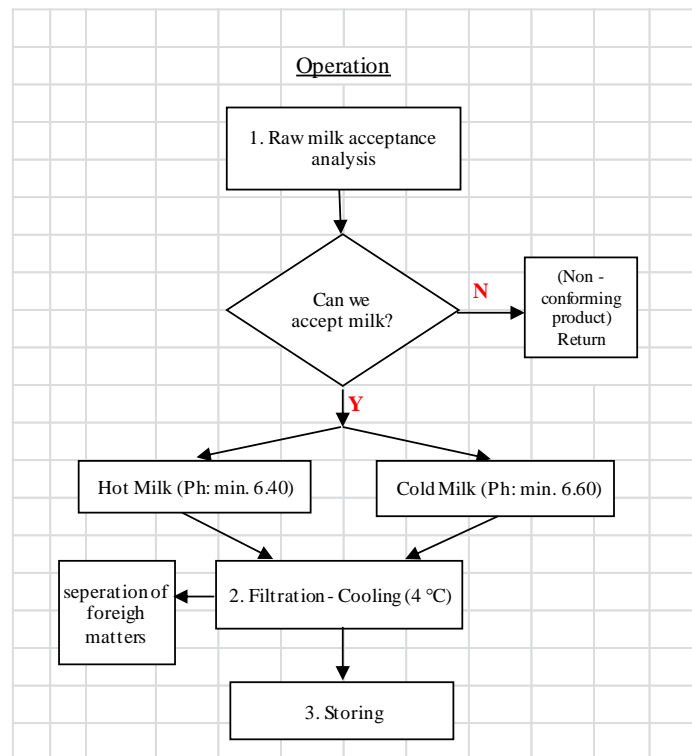 Operation
1. Raw milk acceptance
analysis
Can we
accept milk?
N
(Non -
conforming
product)
Return
Y
Hot Milk (Ph: min. 6.40)
Cold Milk (Ph: min. 6.60)
seperation of
foreigh
matters
2. Filtration - Cooling (4 °C)
3. Storing